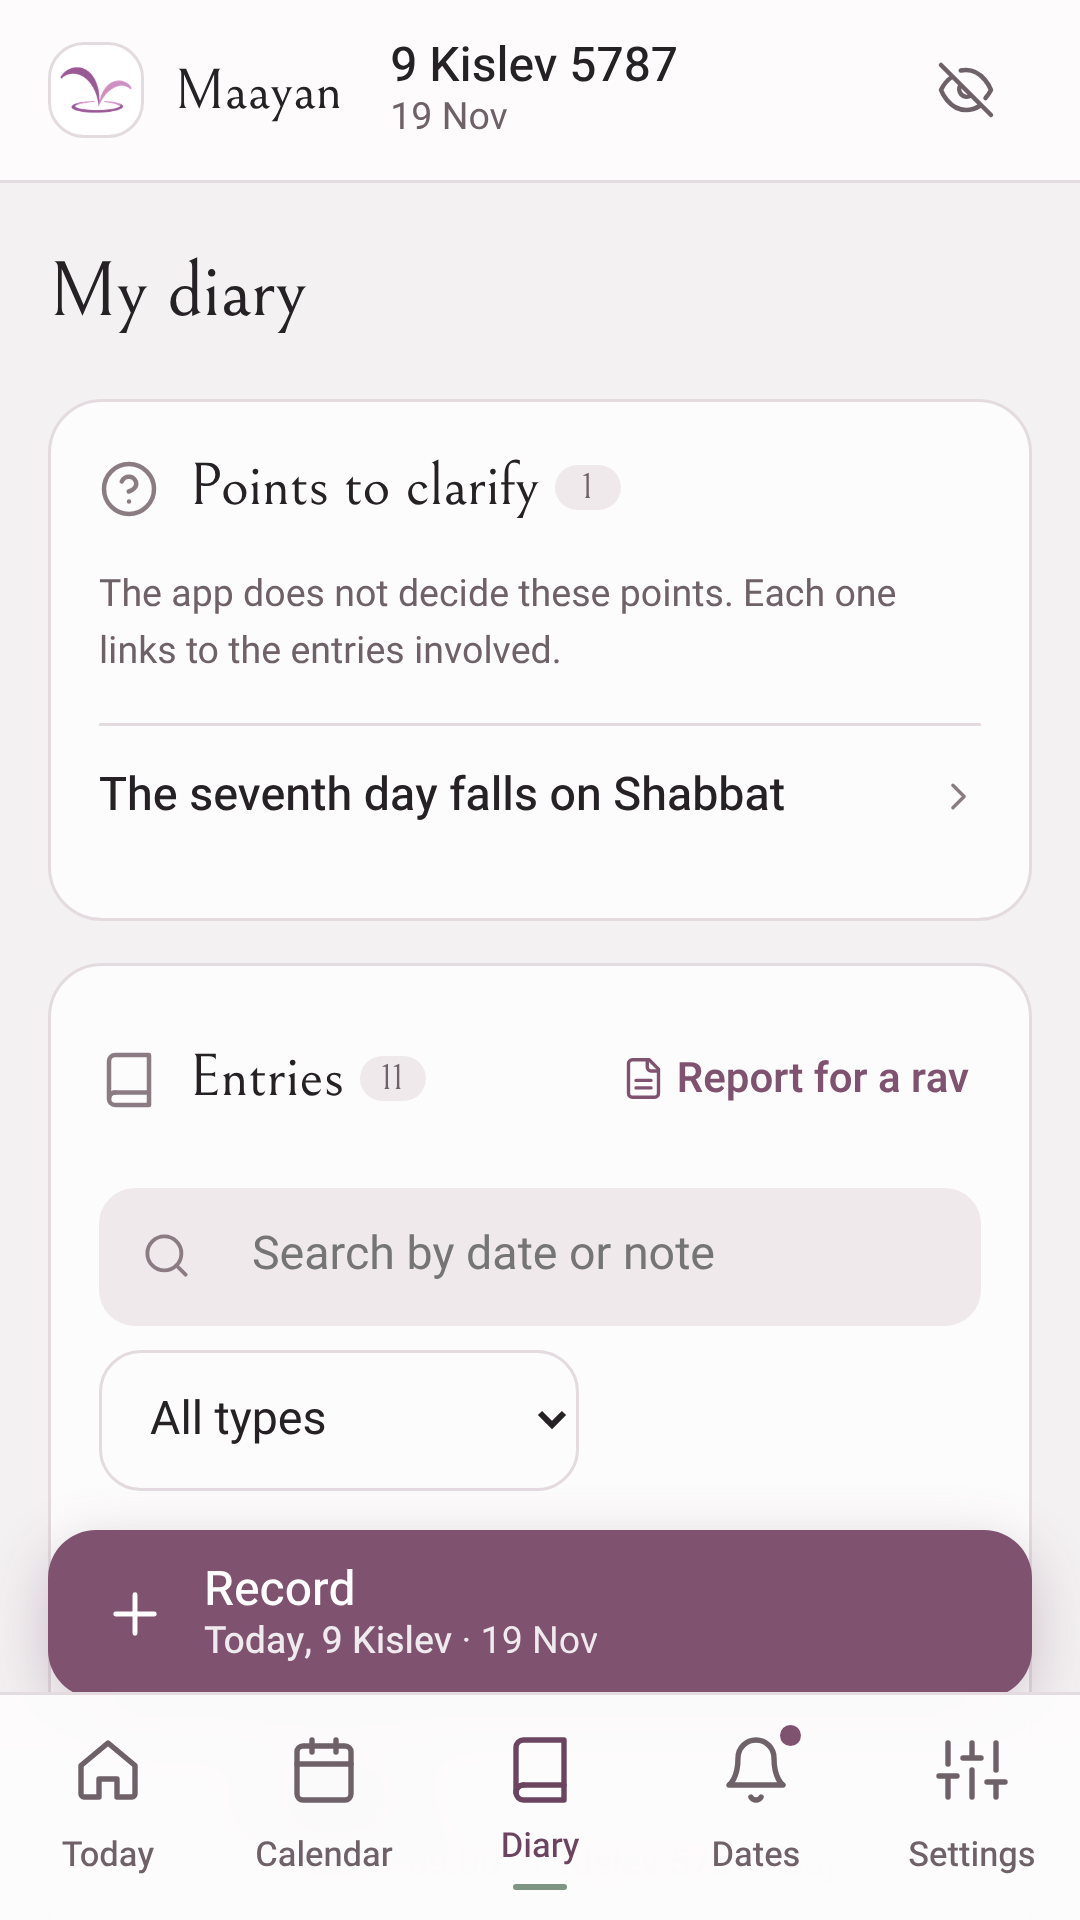 Maayan
9 Kislev 5787
19 Nov
My diary
Points to clarify 1
The app does not decide these points. Each one
links to the entries involved.
The seventh day falls on Shabbat
Entries 11
Report for a rav
Search by date or note
All types
Record
Today, 9 Kislev · 19 Nov
Today
Calendar
Diary
Dates
Settings